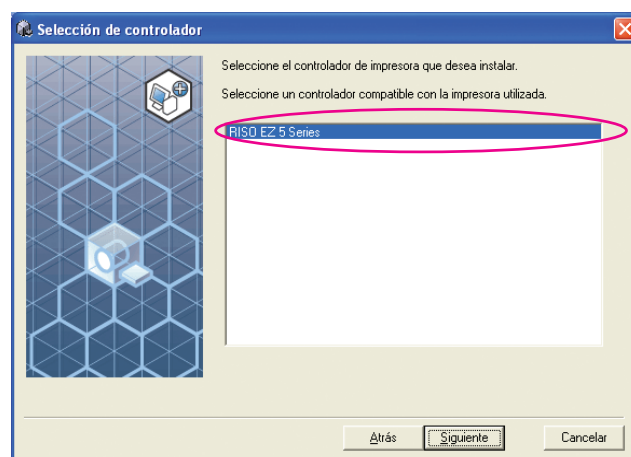 Selección de controlador
Seleccione el controlador de impresora que desea instalar.
Seleccione un controlador compatible con la impresora utilizada.
RISO EZ 5 Series
Atrás Siguiente Cancelar